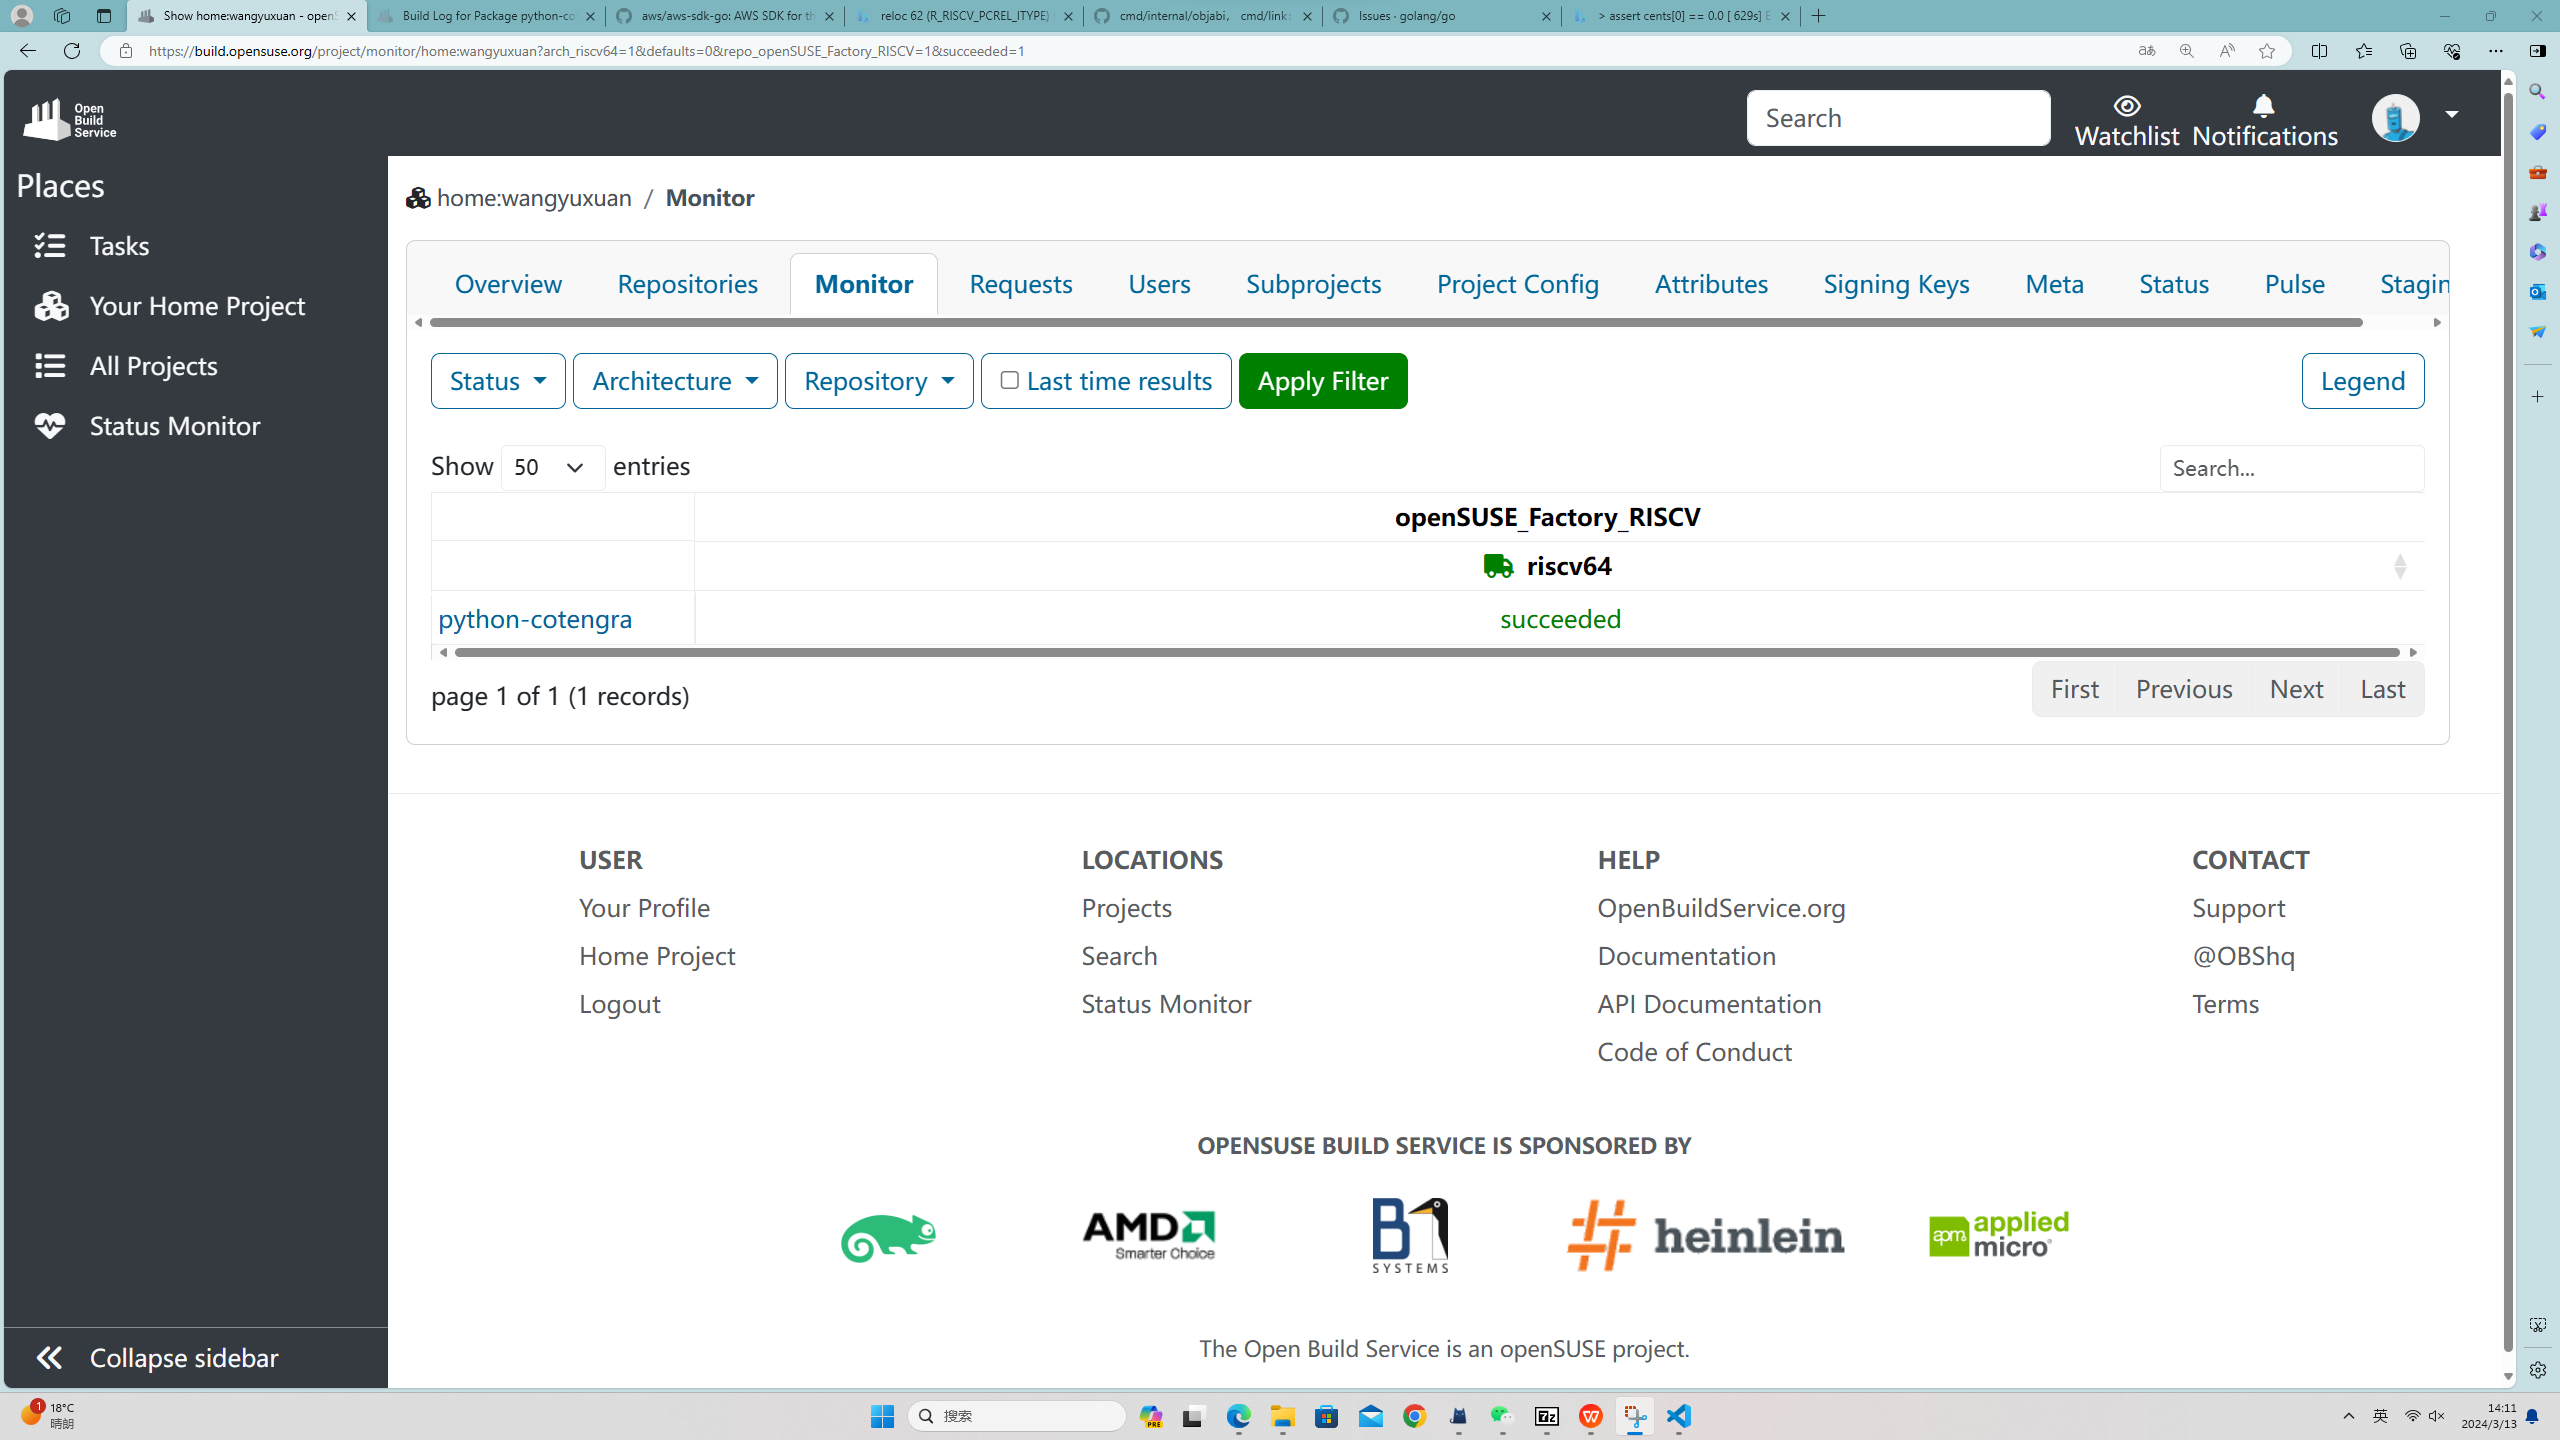 Show home:wangyuxuan - openS
Build Log for Package python-co
aws/aws-sdk-go: AWS SDK for th
reloc 62 (R_RISCV_PCREL_ITYPE)
cmd/internal/objabi, cmd/link:
Issues · golang/go
> assert cents[0] == 0.0 [ 629s] E
https://build.opensuse.org/project/monitor/home:wangyuxuan?arch_riscv64=1&defaults=0&repo_openSUSE_Factory_RISCV=1&succeeded=1
Open
Build
Service
Search
Watchlist
Notifications
Places
Tasks
Your Home Project
All Projects
Status Monitor
Collapse sidebar
home:wangyuxuan / Monitor
Overview Repositories Monitor Requests Users Subprojects Project Config Attributes Signing Keys Meta Status Pulse Stagin
Status Architecture Repository Last time results Apply Filter Legend
Show 50 entries Search...
openSUSE_Factory_RISCV
riscv64
python-cotengra succeeded
page 1 of 1 (1 records) First Previous Next Last
USER
Your Profile
Home Project
Logout
LOCATIONS
Projects
Search
Status Monitor
HELP
OpenBuildService.org
Documentation
API Documentation
Code of Conduct
CONTACT
Support
@OBShq
Terms
OPENSUSE BUILD SERVICE IS SPONSORED BY
AMD
Smarter Choice
B1
SYSTEMS
heinlein
apm applied
micro
The Open Build Service is an openSUSE project.
1
18°C
晴朗
搜索
PRE
7z
英
14:11
2024/3/13